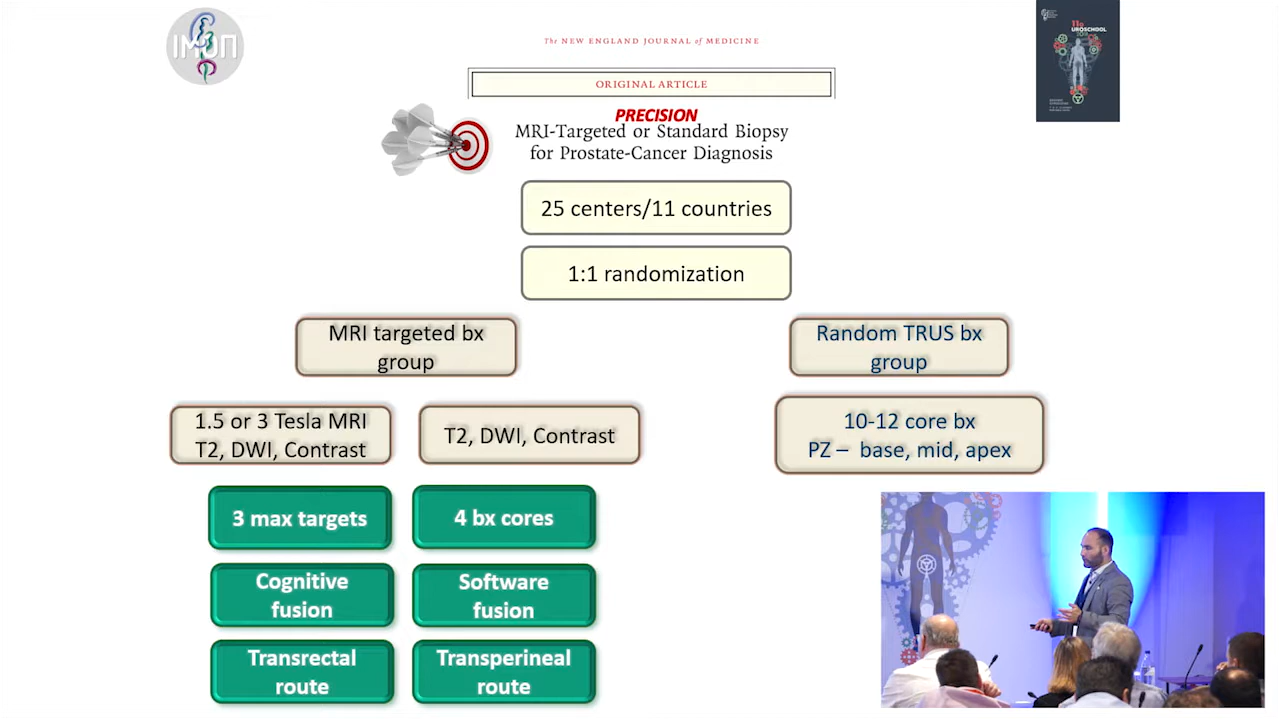 ΙΜΟΠ
The NEW ENGLAND JOURNAL of MEDICINE
ORIGINAL ARTICLE
PRECISION
MRI-Targeted or Standard Biopsy
for Prostate-Cancer Diagnosis
11o
UROSCHOOL
25 centers/11 countries
1:1 randomization
MRI targeted bx
group
Random TRUS bx
group
1.5 or 3 Tesla MRI
T2, DWI, Contrast
T2, DWI, Contrast
10-12 core bx
PZ – base, mid, apex
3 max targets
4 bx cores
Cognitive
fusion
Software
fusion
Transrectal
route
Transperineal
route